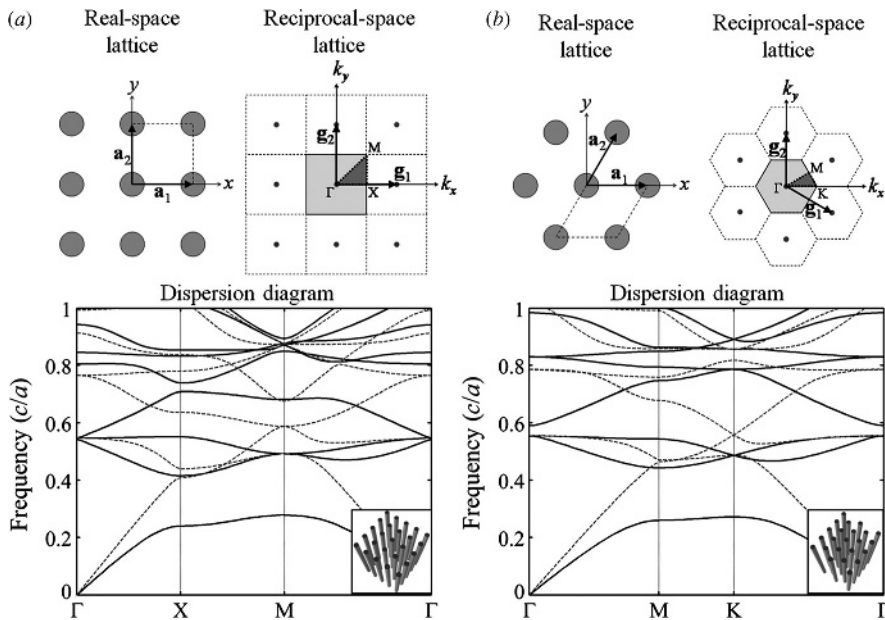 (a)
Real-space
lattice
Reciprocal-space
lattice
y
x
a2
a1
ky
g2
M
g1
Γ
X
kx
Dispersion diagram
Frequency (c/a)
1
0.8
0.6
0.4
0.2
0
Γ
X
M
Γ
(b)
Real-space
lattice
Reciprocal-space
lattice
y
a2
a1
x
ky
g2
M
Γ
K
kx
g1
Dispersion diagram
Frequency (c/a)
1
0.8
0.6
0.4
0.2
0
Γ
M
K
Γ